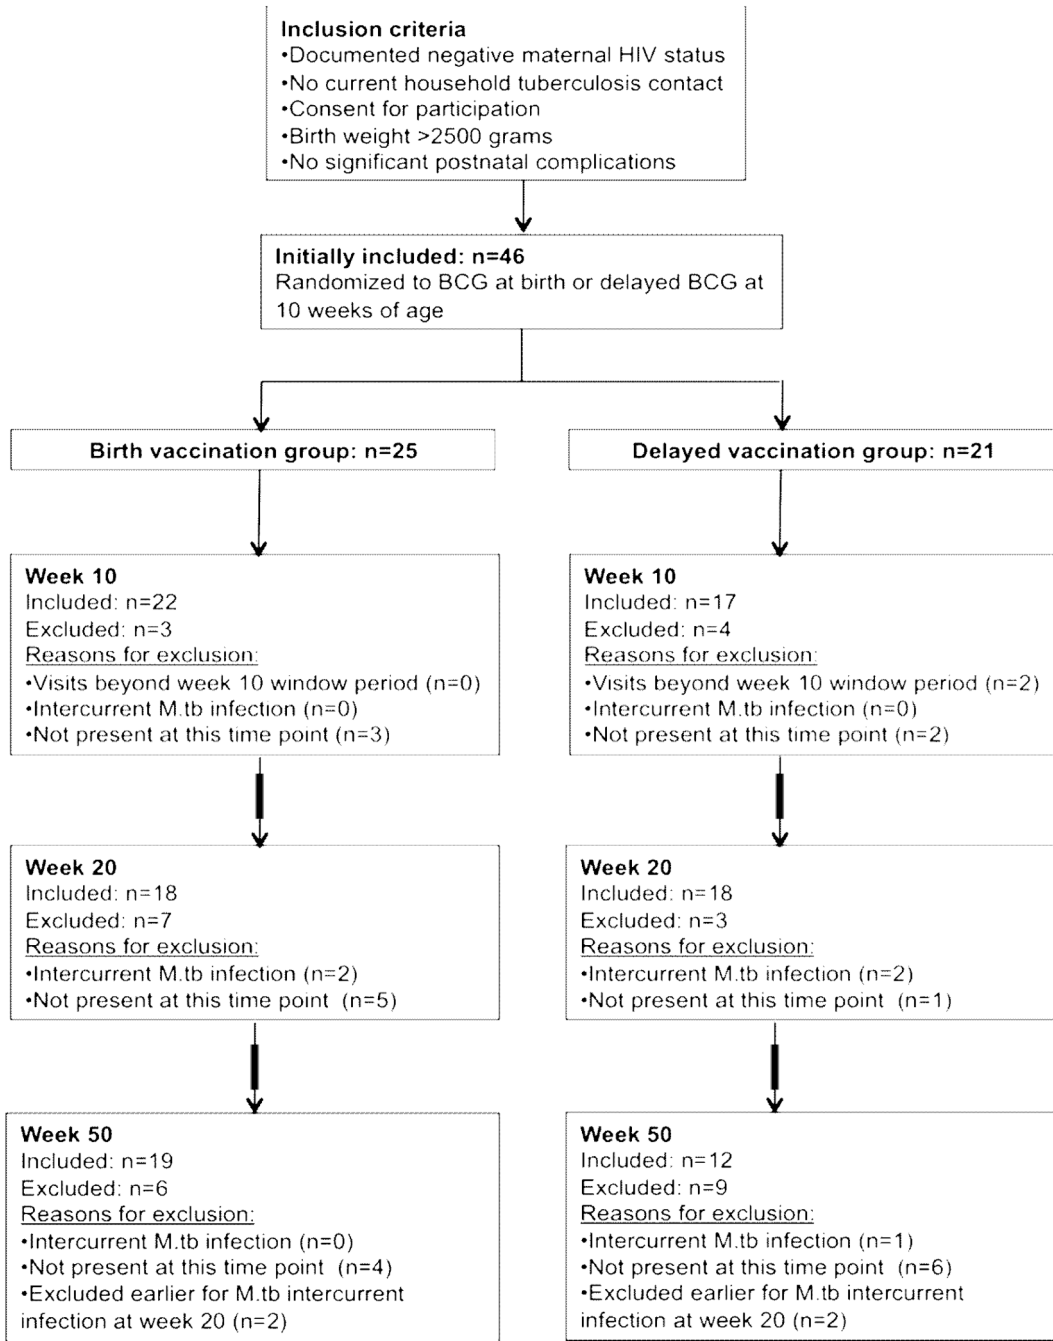 Inclusion criteria
•Documented negative maternal HIV status
•No current household tuberculosis contact
•Consent for participation
•Birth weight >2500 grams
•No significant postnatal complications
Initially included: n=46
Randomized to BCG at birth or delayed BCG at
10 weeks of age
Birth vaccination group: n=25
Delayed vaccination group: n=21
Week 10
Included: n=22
Excluded: n=3
Reasons for exclusion:
•Visits beyond week 10 window period (n=0)
•Intercurrent M.tb infection (n=0)
•Not present at this time point (n=3)
Week 10
Included: n=17
Excluded: n=4
Reasons for exclusion:
•Visits beyond week 10 window period (n=2)
•Intercurrent M.tb infection (n=0)
•Not present at this time point (n=2)
Week 20
Included: n=18
Excluded: n=7
Reasons for exclusion:
•Intercurrent M.tb infection (n=2)
•Not present at this time point (n=5)
Week 20
Included: n=18
Excluded: n=3
Reasons for exclusion:
•Intercurrent M.tb infection (n=2)
•Not present at this time point (n=1)
Week 50
Included: n=19
Excluded: n=6
Reasons for exclusion:
•Intercurrent M.tb infection (n=0)
•Not present at this time point (n=4)
•Excluded earlier for M.tb intercurrent
infection at week 20 (n=2)
Week 50
Included: n=12
Excluded: n=9
Reasons for exclusion:
•Intercurrent M.tb infection (n=1)
•Not present at this time point (n=6)
•Excluded earlier for M.tb intercurrent
infection at week 20 (n=2)